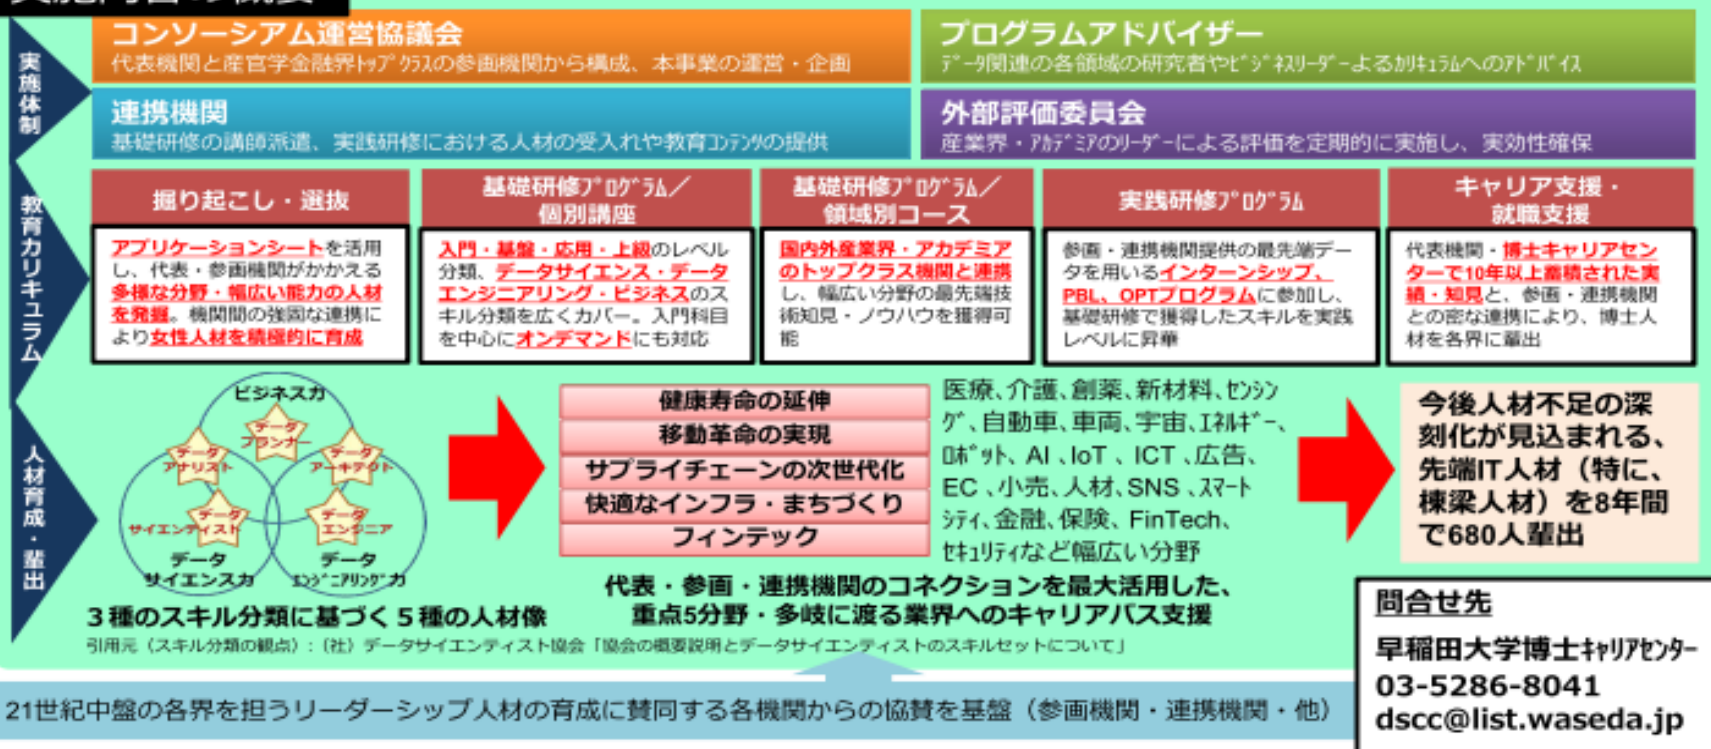 実施内容の概要
実施体制
コンソーシアム運営協議会
代表機関と産官学金融界ﾄｯﾌﾟｸﾗｽの参画機関から構成、本事業の運営・企画
プログラムアドバイザー
ﾃﾞｰﾀ関連の各領域の研究者やﾋﾞｼﾞﾈｽﾘｰﾀﾞｰよるｶﾘｷｭﾗﾑへのｱﾄﾞﾊﾞｲｽ
連携機関
基礎研修の講師派遣、実践研修における人材の受入れや教育ｺﾝﾃﾝﾂの提供
外部評価委員会
産業界・ｱｶﾃﾞﾐｱのﾘｰﾀﾞｰによる評価を定期的に実施し、実効性確保
教育カリキュラム
掘り起こし・選抜
アプリケーションシートを活用
し、代表・参画機関がかかえる
多様な分野・幅広い能力の人材
を発掘。機関間の強固な連携に
より女性人材を積極的に育成
基礎研修ﾌﾟﾛｸﾞﾗﾑ／
個別講座
入門・基盤・応用・上級のレベル
分類、データサイエンス・データ
エンジニアリング・ビジネスのス
キル分類を広くカバー。入門科目
を中心にオンデマンドにも対応
基礎研修ﾌﾟﾛｸﾞﾗﾑ／
領域別コース
国内外産業界・アカデミア
のトップクラス機関と連携
し、幅広い分野の最先端技
術知見・ノウハウを獲得可
能
実践研修ﾌﾟﾛｸﾞﾗﾑ
参画・連携機関提供の最先端デー
タを用いるインターンシップ、
PBL、OPTプログラムに参加し、
基礎研修で獲得したスキルを実践
レベルに昇華
キャリア支援・
就職支援
代表機関・博士キャリアセン
ターで10年以上蓄積された実
績・知見と、参画・連携機関
との密な連携により、博士人
材を各界に輩出
人材育成・輩出
ビジネス力
データ
プランナー
データ
アナリスト
データ
アーキテクト
データ
サイエンティスト
データ
エンジニア
データ
サイエンス力
データ
ｴﾝｼﾞﾆｱﾘﾝｸﾞ力
３種のスキル分類に基づく５種の人材像
健康寿命の延伸
移動革命の実現
サプライチェーンの次世代化
快適なインフラ・まちづくり
フィンテック
医療､介護､創薬､新材料､ｾﾝｼﾝ
ｸﾞ､自動車､車両､宇宙､ｴﾈﾙｷﾞｰ､
ﾛﾎﾞｯﾄ､AI ､IoT ､ICT ､広告､
EC ､小売､人材､SNS ､ｽﾏｰﾄ
ｼﾃｨ､金融､保険､FinTech､
ｾｷｭﾘﾃｨなど幅広い分野
代表・参画・連携機関のコネクションを最大活用した、
重点5分野・多岐に渡る業界へのキャリアパス支援
今後人材不足の深
刻化が見込まれる、
先端IT人材（特に、
棟梁人材）を8年間
で680人輩出
引用元（スキル分類の観点）：（社）データサイエンティスト協会「協会の概要説明とデータサイエンティストのスキルセットについて」
21世紀中盤の各界を担うリーダーシップ人材の育成に賛同する各機関からの協賛を基盤（参画機関・連携機関・他）
問合せ先
早稲田大学博士ｷｬﾘｱｾﾝﾀｰ
03-5286-8041
dscc@list.waseda.jp